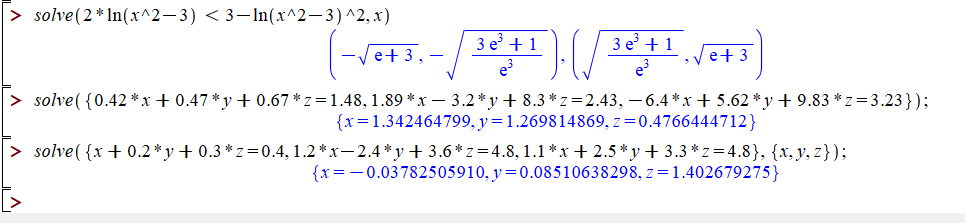 > solve(2*ln(x^2−3) < 3−ln(x^2−3)^2,x)
(−√(e+3), −√((3 e³+1)/e³)), (√((3 e³+1)/e³), √(e+3))
> solve({0.42*x+0.47*y+0.67*z=1.48,1.89*x−3.2*y+8.3*z=2.43,−6.4*x+5.62*y+9.83*z=3.23});
{x=1.342464799,y=1.269814869,z=0.4766444712}
> solve({x+0.2*y+0.3*z=0.4,1.2*x−2.4*y+3.6*z=4.8,1.1*x+2.5*y+3.3*z=4.8},{x,y,z});
{x=−0.03782505910,y=0.08510638298,z=1.402679275}
>